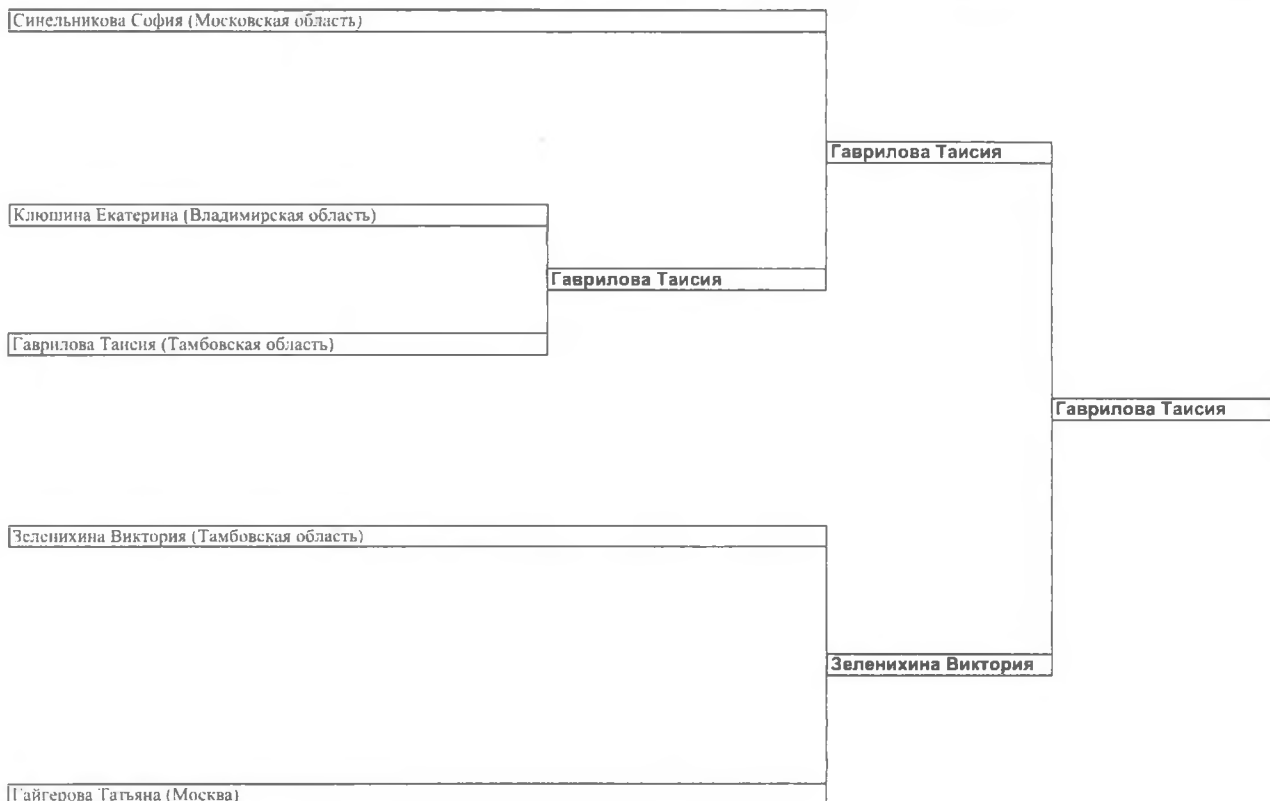 Синельникова София (Московская область)
Гаврилова Таисия
Клюшина Екатерина (Владимирская область)
Гаврилова Таисия
Гаврилова Таисия (Тамбовская область)
Гаврилова Таисия
Зеленихина Виктория (Тамбовская область)
Зеленихина Виктория
Гайгерова Татьяна (Москва)